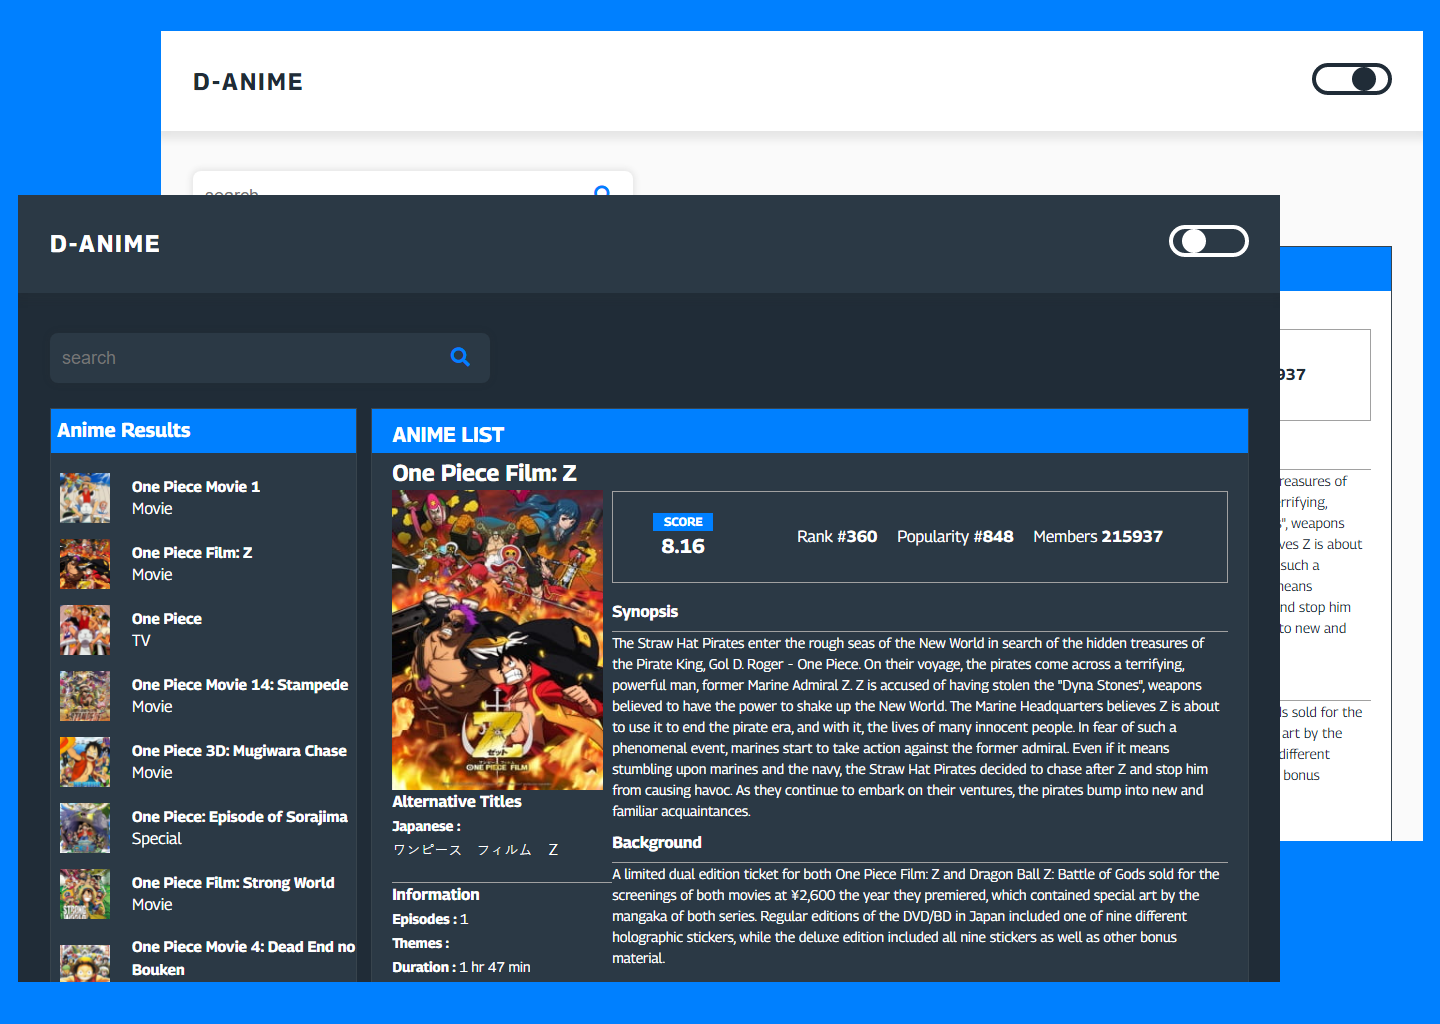 D-ANIME
search
D-ANIME
search
Anime Results
One Piece Movie 1
Movie
One Piece Film: Z
Movie
One Piece
TV
One Piece Movie 14: Stampede
Movie
One Piece 3D: Mugiwara Chase
Movie
One Piece: Episode of Sorajima
Special
One Piece Film: Strong World
Movie
One Piece Movie 4: Dead End no
Bouken
ANIME LIST
One Piece Film: Z
ゼット
ONE PIECE FILM
SCORE
8.16
Rank #360 Popularity #848 Members 215937
Alternative Titles
Japanese :
ワンピース　フィルム　Z
Information
Episodes : 1
Themes :
Duration : 1 hr 47 min
Synopsis
The Straw Hat Pirates enter the rough seas of the New World in search of the hidden treasures of
the Pirate King, Gol D. Roger - One Piece. On their voyage, the pirates come across a terrifying,
powerful man, former Marine Admiral Z. Z is accused of having stolen the "Dyna Stones", weapons
believed to have the power to shake up the New World. The Marine Headquarters believes Z is about
to use it to end the pirate era, and with it, the lives of many innocent people. In fear of such a
phenomenal event, marines start to take action against the former admiral. Even if it means
stumbling upon marines and the navy, the Straw Hat Pirates decided to chase after Z and stop him
from causing havoc. As they continue to embark on their ventures, the pirates bump into new and
familiar acquaintances.
Background
A limited dual edition ticket for both One Piece Film: Z and Dragon Ball Z: Battle of Gods sold for the
screenings of both movies at ¥2,600 the year they premiered, which contained special art by the
mangaka of both series. Regular editions of the DVD/BD in Japan included one of nine different
holographic stickers, while the deluxe edition included all nine stickers as well as other bonus
material.
937
reasures of
errifying,
", weapons
ves Z is about
such a
means
nd stop him
to new and
ds sold for the
art by the
different
bonus